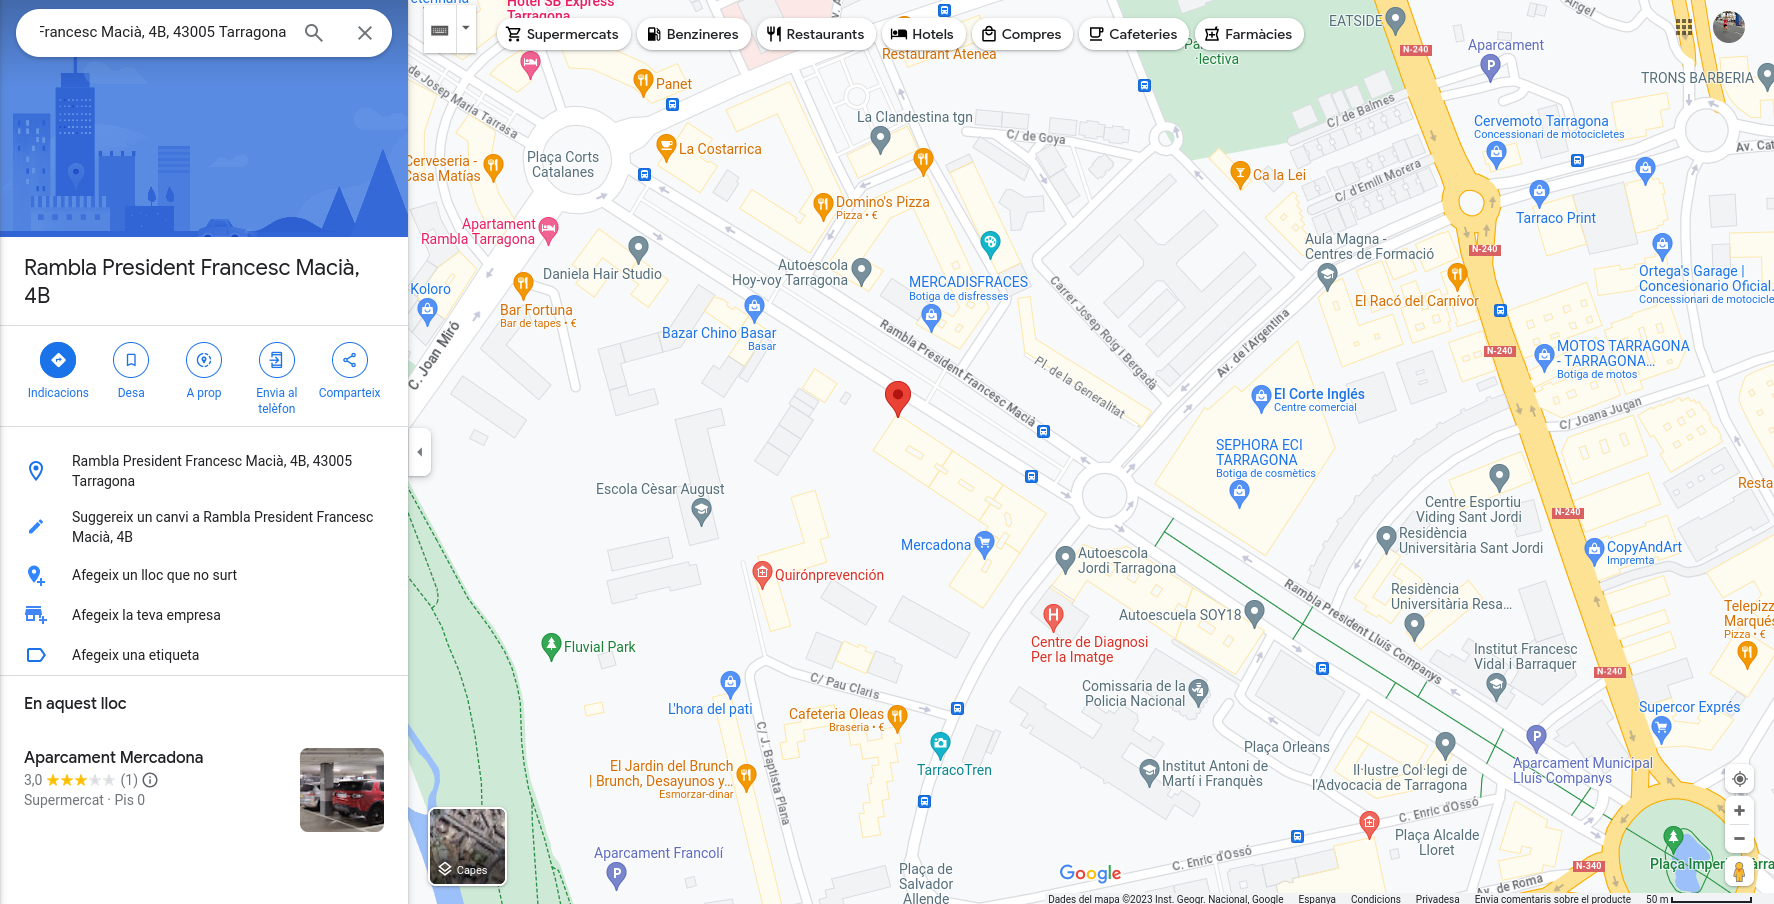 Francesc Macià, 4B, 43005 Tarragona
Rambla President Francesc Macià,
4B
Indicacions
Desa
A prop
Envia al
telèfon
Comparteix
Rambla President Francesc Macià, 4B, 43005
Tarragona
Suggereix un canvi a Rambla President Francesc
Macià, 4B
Afegeix un lloc que no surt
Afegeix la teva empresa
Afegeix una etiqueta
En aquest lloc
Aparcament Mercadona
3,0 (1)
Supermercat · Pis 0
Capes
Hotel SB Express
Tarragona
Supermercats
Benzineres
Restaurants
Hotels
Compres
Cafeteries
Farmàcies
Restaurant Atenea
EATSIDE
N-240
Aparcament
TRONS BARBERIA
de Josep Maria Tarrasa
Panet
La Clandestina tgn
C/ de Goya
C/ de Balmes
Cervemoto Tarragona
Concessionari de motocicletes
Av. Cat
Cerveseria -
Casa Matías
Plaça Corts
Catalanes
La Costarrica
Ca la Lei
C/ d'Emili Morera
Domino's Pizza
Pizza • €
Tarraco Print
Apartament
Rambla Tarragona
Aula Magna -
Centres de Formació
N-240
Daniela Hair Studio
Autoescola
Hoy-voy Tarragona
MERCADISFRACES
Botiga de disfresses
Ortega's Garage |
Concesionario Oficial...
Concessionari de motocicle
Koloro
Bar Fortuna
Bar de tapes • €
Bazar Chino Basar
Basar
El Racó del Carnívor
Carrer Josep Roig I Bergadà
Av. de l'Argentina
C. Joan Miró
Rambla President Francesc Macià
Pl. de la Generalitat
N-240
MOTOS TARRAGONA
- TARRAGONA...
Botiga de motos
El Corte Inglés
Centre comercial
C/ Joana Jugan
SEPHORA ECI
TARRAGONA
Botiga de cosmètics
Escola Cèsar August
Centre Esportiu
Viding Sant Jordi
Resta
N-240
Residència
Universitària Sant Jordi
Mercadona
Autoescola
Jordi Tarragona
CopyAndArt
Impremta
Quirónprevención
Rambla President Lluís Companys
Residència
Universitària Resa...
Autoescuela SOY18
Telepizz
Marqués
Pizza • €
Fluvial Park
Centre de Diagnosi
Per la Imatge
Institut Francesc
Vidal i Barraquer
N-240
C/ Pau Claris
Comissaria de la
Policia Nacional
L'hora del pati
Cafeteria Oleas
Braseria • €
Supercor Exprés
C/ J. Baptista Plana
Plaça Orleans
TarracoTren
El Jardin del Brunch
| Brunch, Desayunos y...
Esmorzar-dinar
Institut Antoni de
Martí i Franquès
Il·lustre Col·legi de
l'Advocacia de Tarragona
Aparcament Municipal
Lluis Companys
C. Enric d'Ossó
Plaça Alcalde
Lloret
Aparcament Francolí
C. Enric d'Ossó
Plaça de
Salvador
Allende
Google
N-340
Av. de Roma
Dades del mapa ©2023 Inst. Geogr. Nacional, Google
Espanya
Condicions
Privadesa
Envia comentaris sobre el producte
50 m